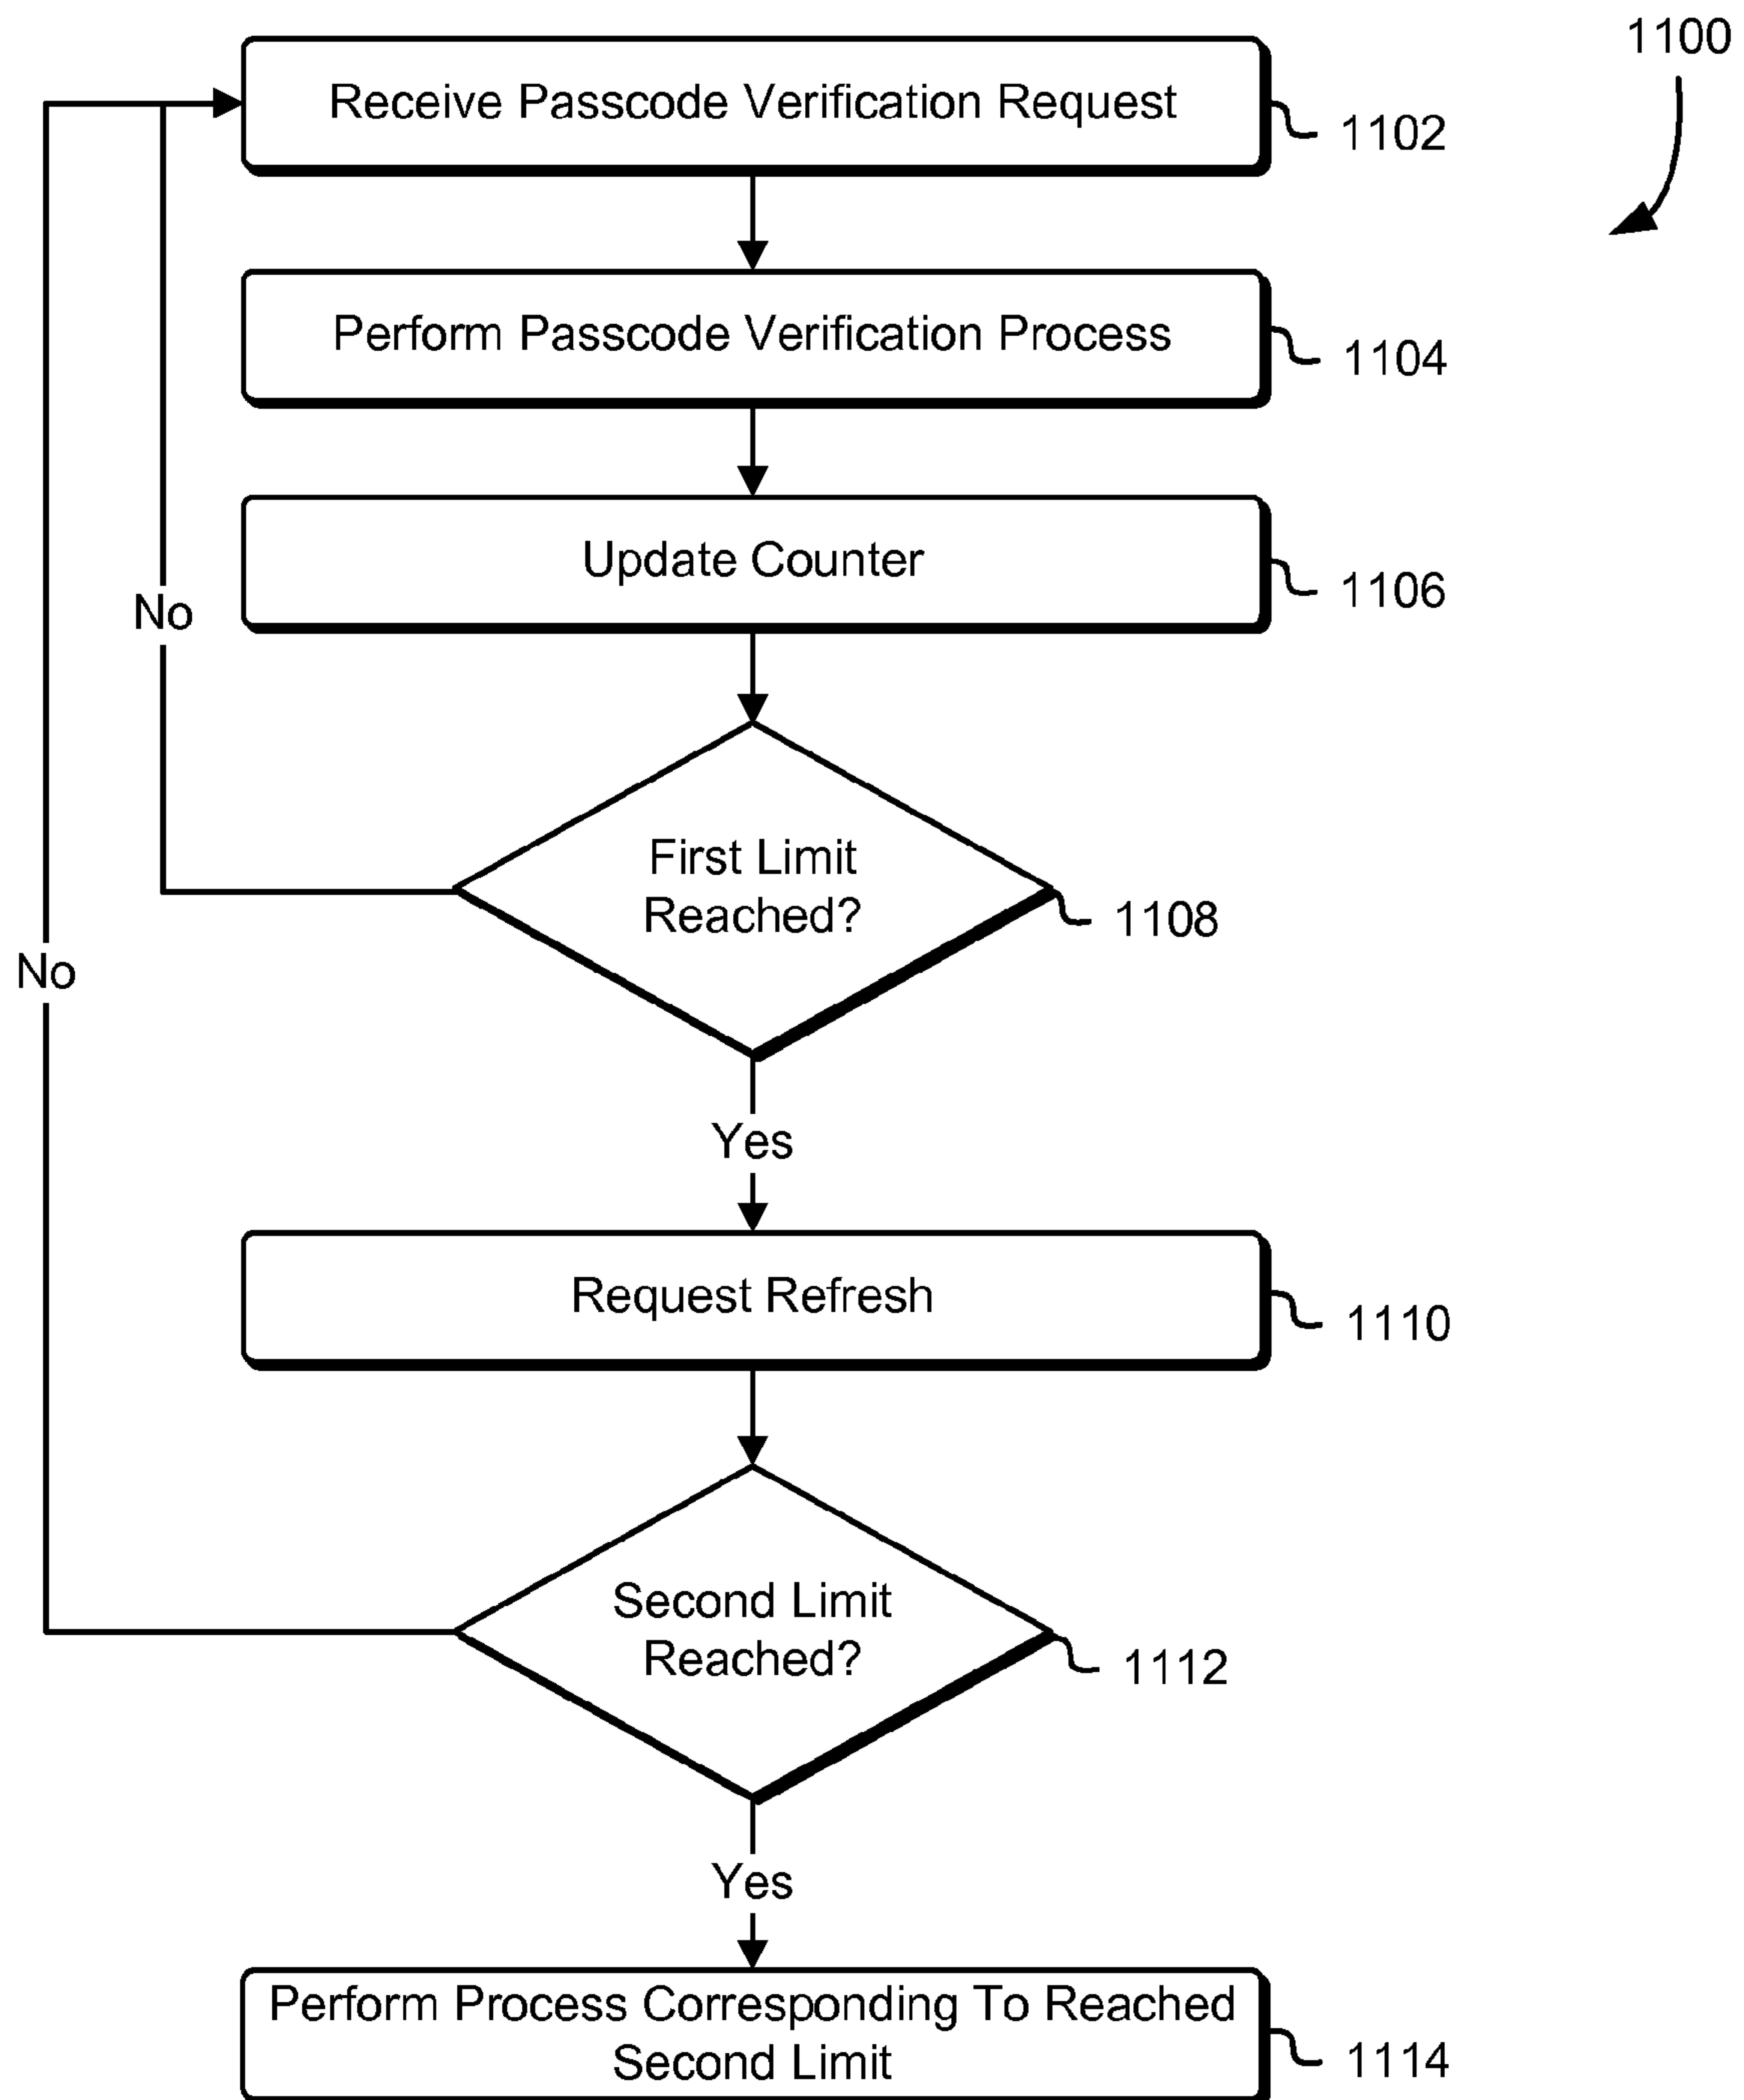 1100
Receive Passcode Verification Request
1102
Perform Passcode Verification Process
1104
Update Counter
1106
No
First Limit
Reached?
1108
No
Yes
Request Refresh
1110
Second Limit
Reached?
1112
Yes
Perform Process Corresponding To Reached
Second Limit
1114